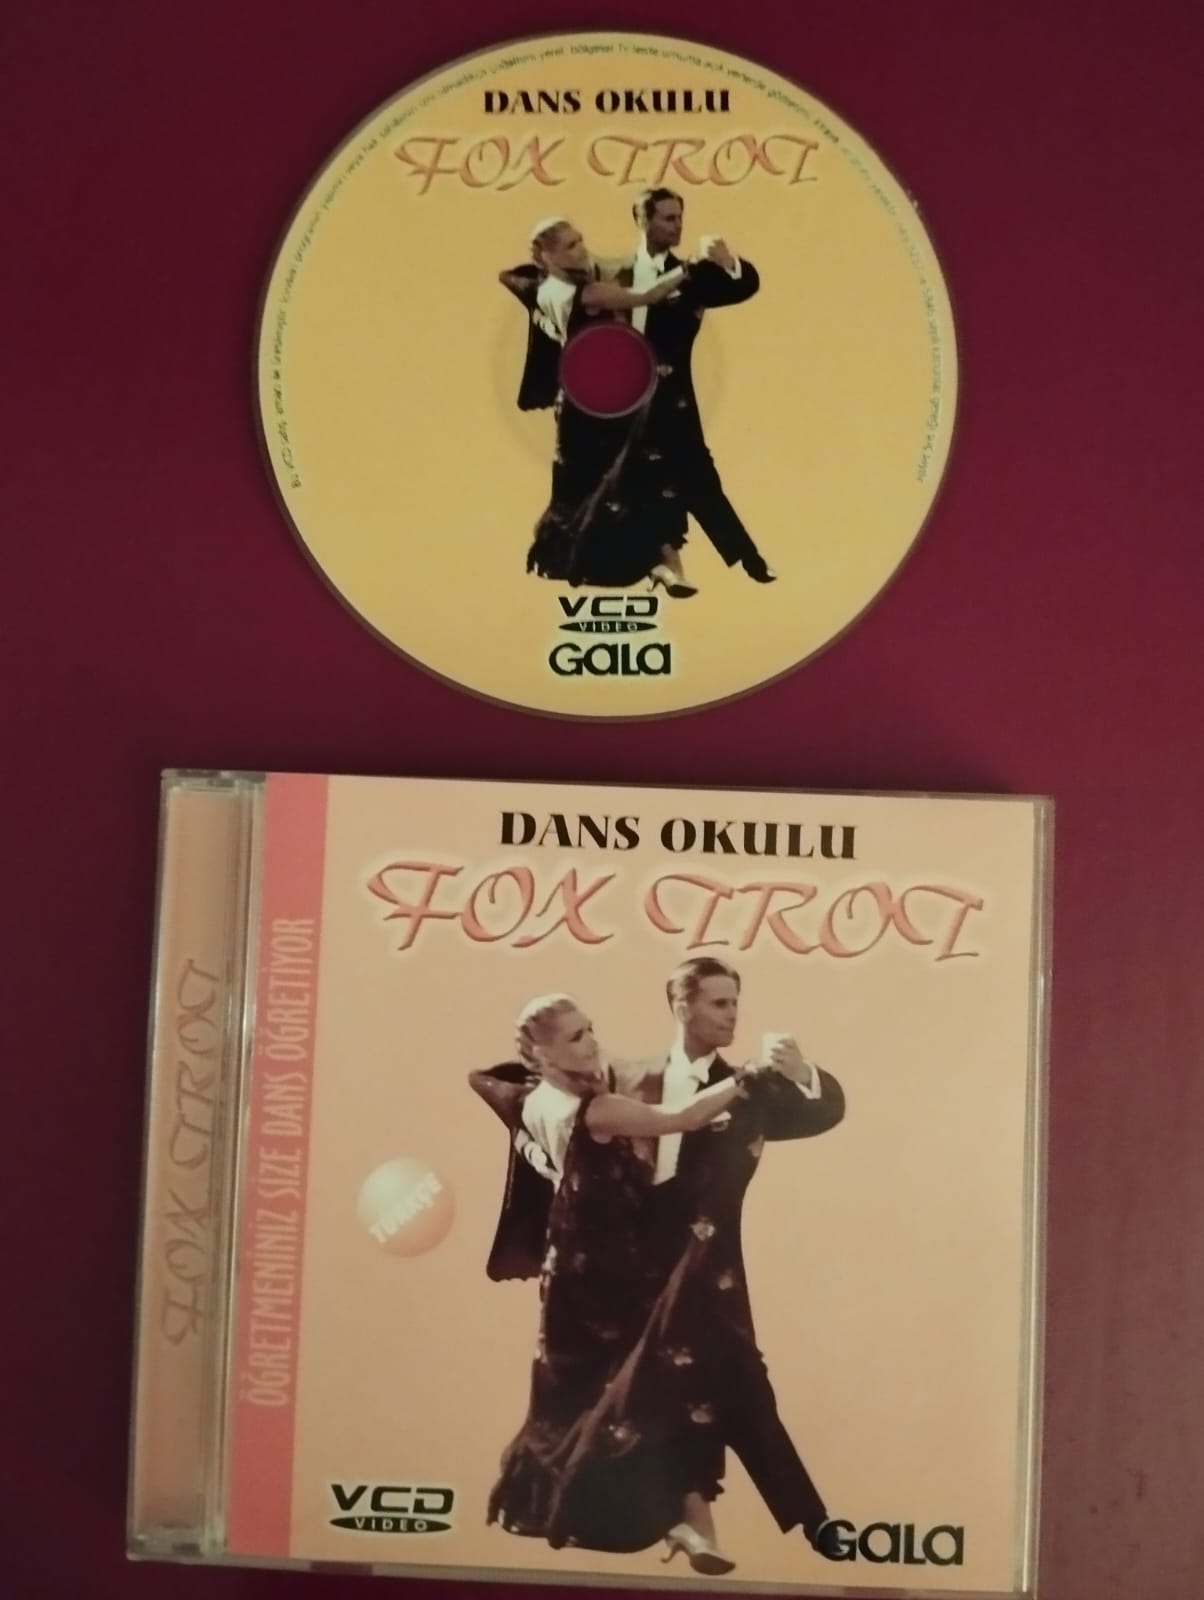 DANS OKULU
FOX TROT
VCD
VIDEO
GALA
DANS OKULU
FOX TROT
FOX TROT
ÖĞRETMENİNİZ SİZE DANS ÖĞRETİYOR
TÜRKÇE
VCD
VIDEO
GALA